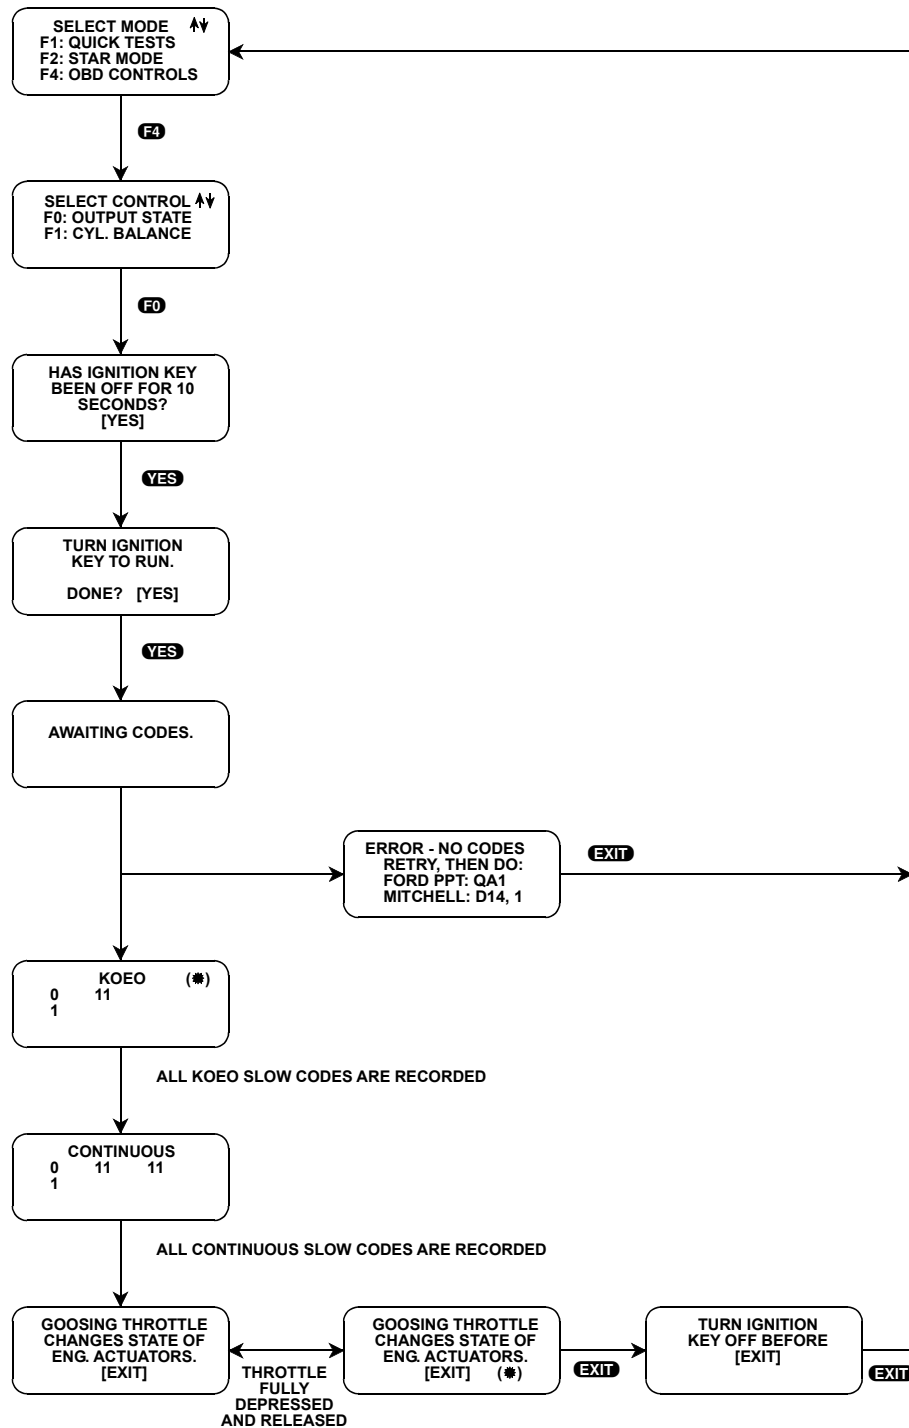 SELECT MODE
F1: QUICK TESTS
F2: STAR MODE
F4: OBD CONTROLS
F4
SELECT CONTROL
F0: OUTPUT STATE
F1: CYL. BALANCE
F0
HAS IGNITION KEY
BEEN OFF FOR 10
SECONDS?
[YES]
YES
TURN IGNITION
KEY TO RUN.
DONE? [YES]
YES
AWAITING CODES.
ERROR - NO CODES
RETRY, THEN DO:
FORD PPT: QA1
MITCHELL: D14, 1
EXIT
KOEO (✹)
0 11
1
ALL KOEO SLOW CODES ARE RECORDED
CONTINUOUS
0 11 11
1
ALL CONTINUOUS SLOW CODES ARE RECORDED
GOOSING THROTTLE
CHANGES STATE OF
ENG. ACTUATORS.
[EXIT]
THROTTLE
FULLY
DEPRESSED
AND RELEASED
GOOSING THROTTLE
CHANGES STATE OF
ENG. ACTUATORS.
[EXIT] (✹)
EXIT
TURN IGNITION
KEY OFF BEFORE
[EXIT]
EXIT